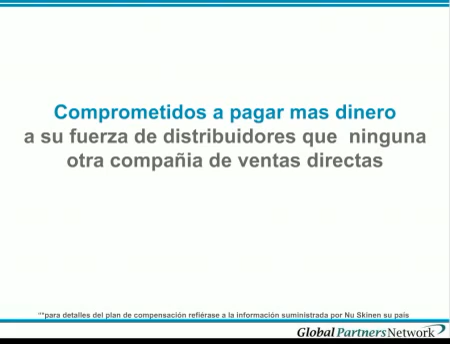 Comprometidos a pagar mas dinero
a su fuerza de distribuidores que ninguna
otra compañia de ventas directas
**para detalles del plan de compensación refiérase a la información suministrada por Nu Skinen su pais
Global Partners Network